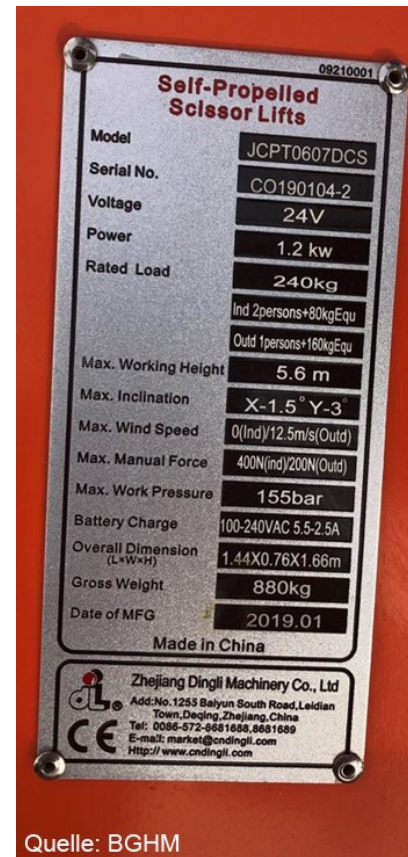 09210001
Self-Propelled
Scissor Lifts
Model JCPT0607DCS
Serial No. CO190104-2
Voltage 24V
Power 1.2 kw
Rated Load 240kg
Ind 2persons+80kgEqu
Outd 1persons+160kgEqu
Max. Working Height 5.6 m
Max. Inclination X-1.5° Y-3°
Max. Wind Speed 0(Ind)/12.5m/s(Outd)
Max. Manual Force 400N(ind)/200N(Outd)
Max. Work Pressure 155bar
Battery Charge 100-240VAC 5.5-2.5A
Overall Dimension 1.44X0.76X1.66m
(L×W×H)
Gross Weight 880kg
Date of MFG 2019.01
Made in China
Zhejiang Dingli Machinery Co., Ltd
Add:No.1255 Baiyun South Road,Leidian
Town,Deqing,Zhejiang,China
Tel: 0086-572-8681688,8681689
E-mail: market@cndingli.com
Http://www.cndingli.com
CE
Quelle: BGHM